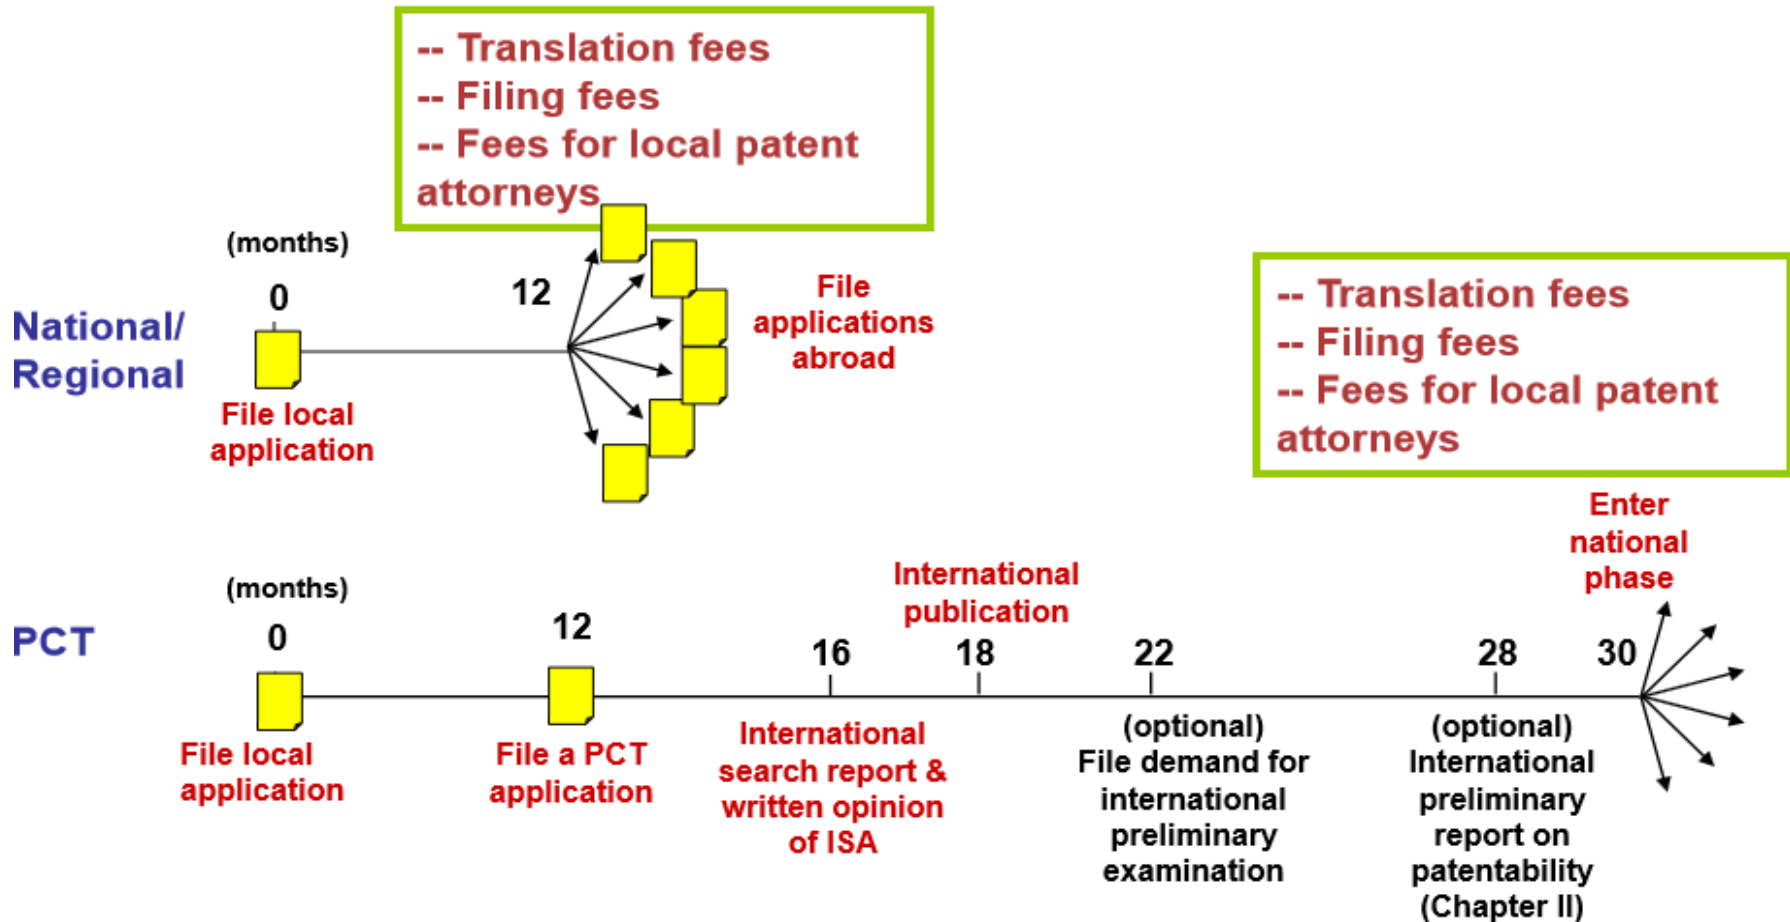 -- Translation fees
-- Filing fees
-- Fees for local patent
attorneys
(months)
0
12
National/
Regional
File local
application
File
applications
abroad
-- Translation fees
-- Filing fees
-- Fees for local patent
attorneys
Enter
national
phase
(months)
PCT
0
12
16
18
22
28
30
International
publication
File local
application
File a PCT
application
International
search report &
written opinion
of ISA
(optional)
File demand for
international
preliminary
examination
(optional)
International
preliminary
report on
patentability
(Chapter II)